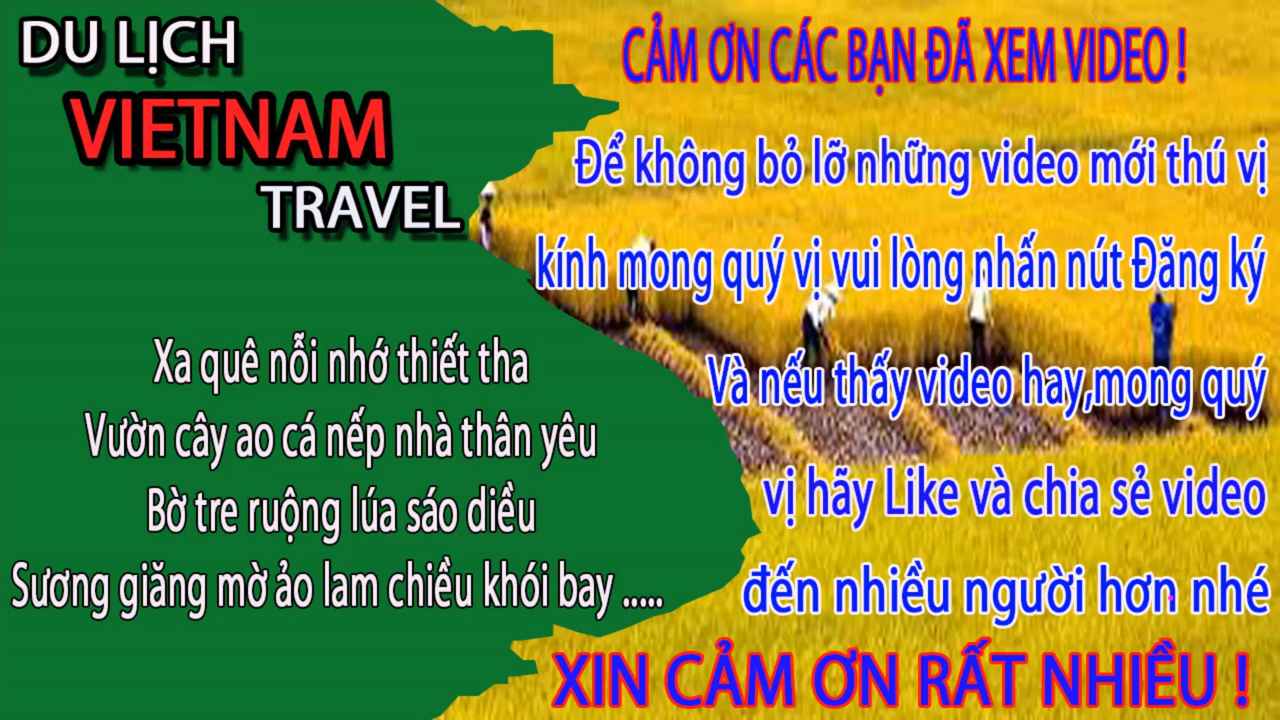 DU LỊCH
VIETNAM
TRAVEL
Xa quê nỗi nhớ thiết tha
Vườn cây ao cá nếp nhà thân yêu
Bờ tre ruộng lúa sáo diều
Sương giăng mờ ảo lam chiều khói bay .....
CẢM ƠN CÁC BẠN ĐÃ XEM VIDEO !
Để không bỏ lỡ những video mới thú vị
kính mong quý vị vui lòng nhấn nút Đăng ký
Và nếu thấy video hay,mong quý
vị hãy Like và chia sẻ video
đến nhiều người hơn nhé
XIN CẢM ƠN RẤT NHIỀU !